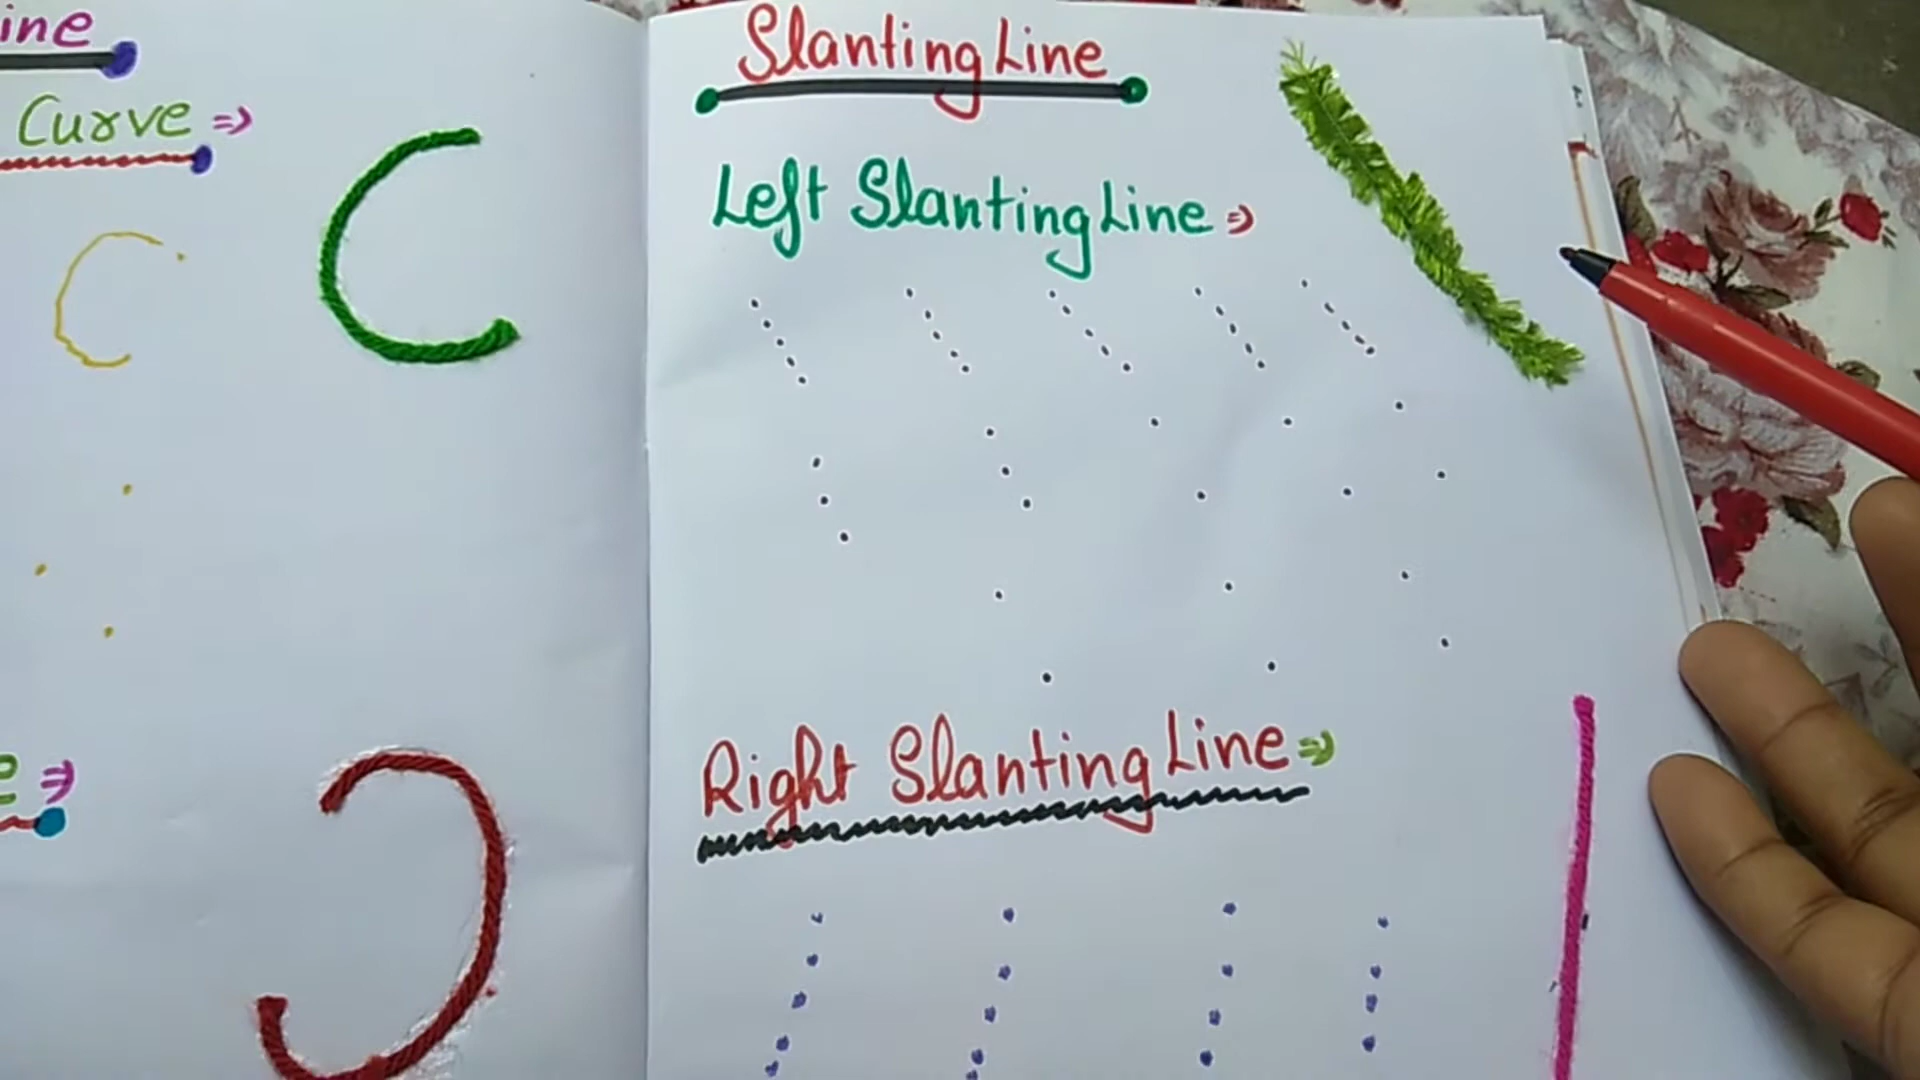 ine
Curve ⇒
Slanting Line
Left Slanting Line ⇒
Right Slanting Line ⇒